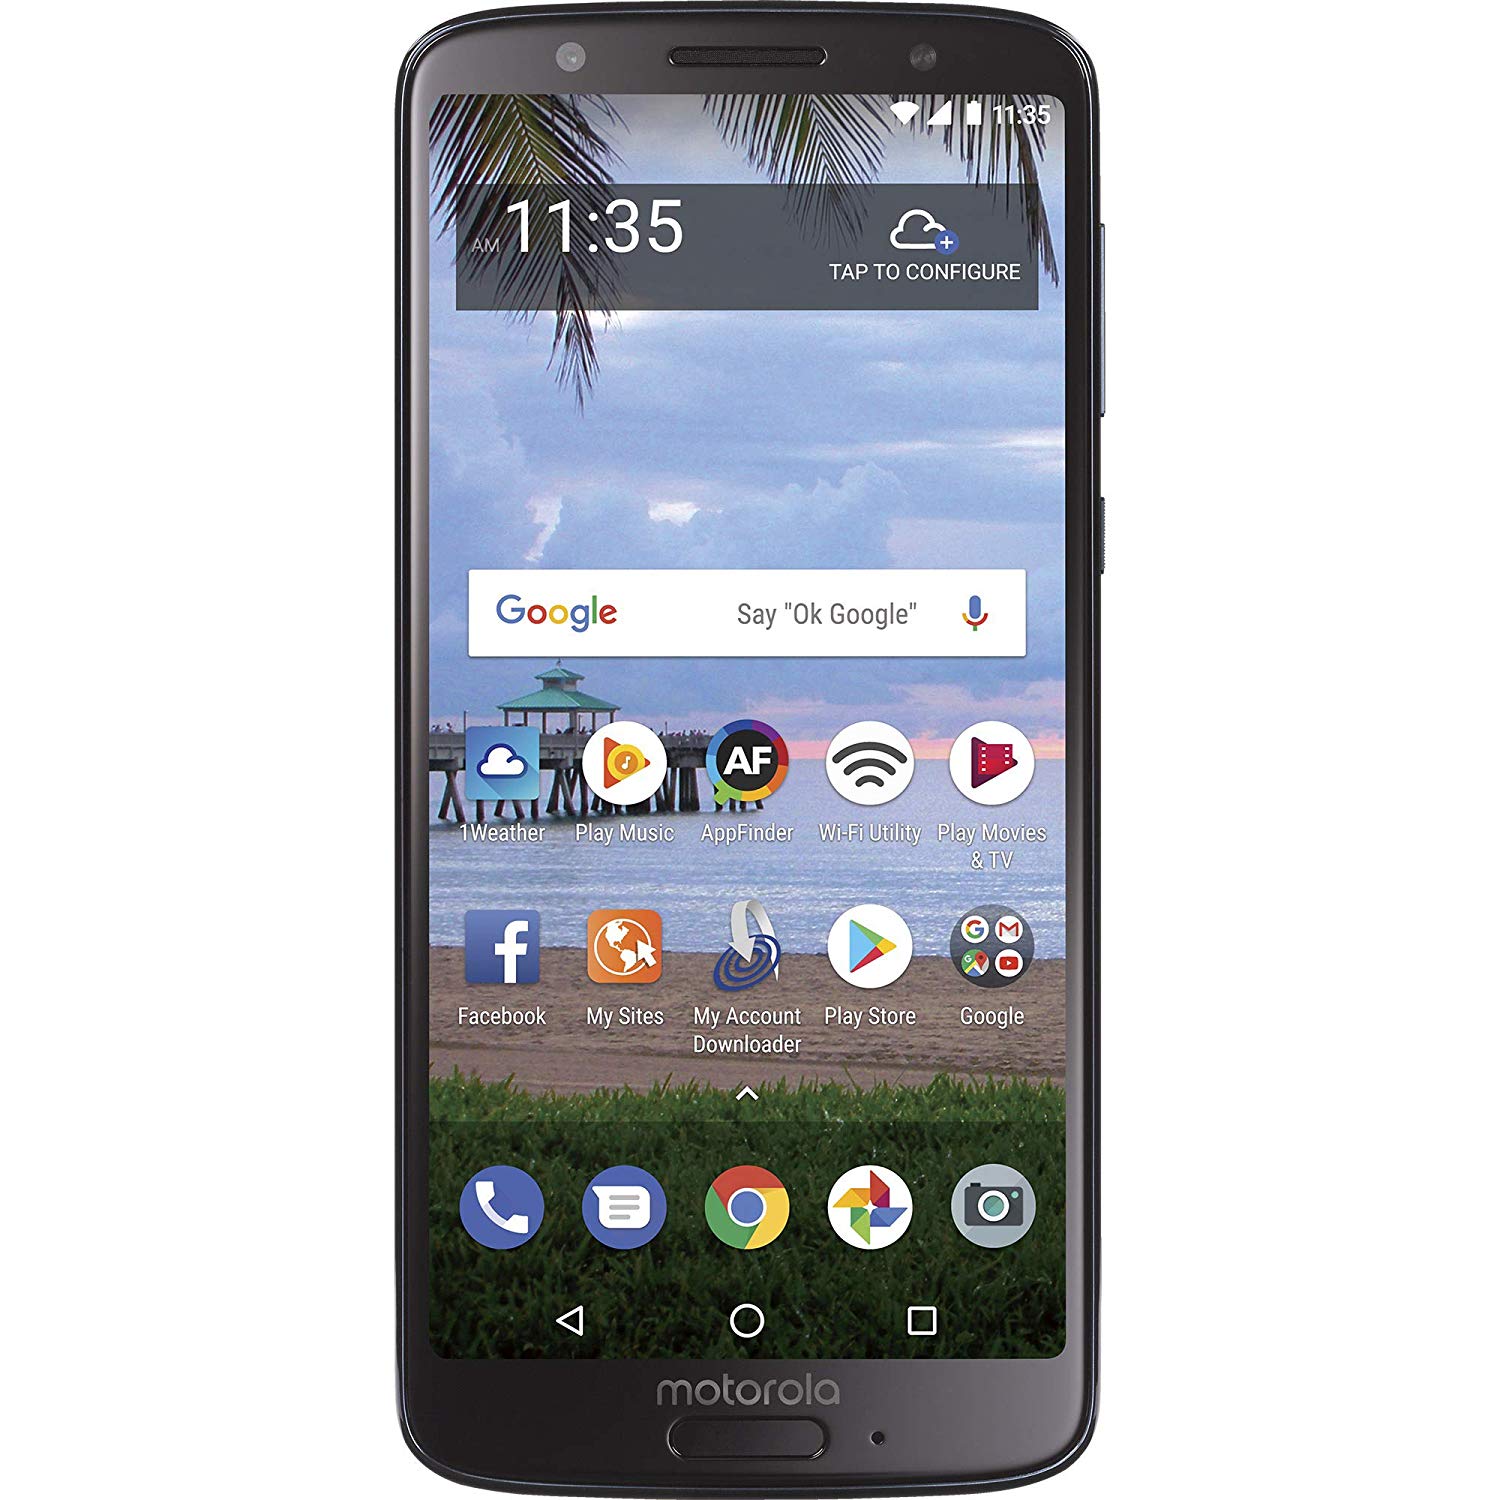 11:35
AM 11:35
TAP TO CONFIGURE
Google Say "Ok Google"
1Weather Play Music AppFinder Wi-Fi Utility Play Movies & TV
AF
Facebook My Sites My Account Downloader Play Store Google
motorola